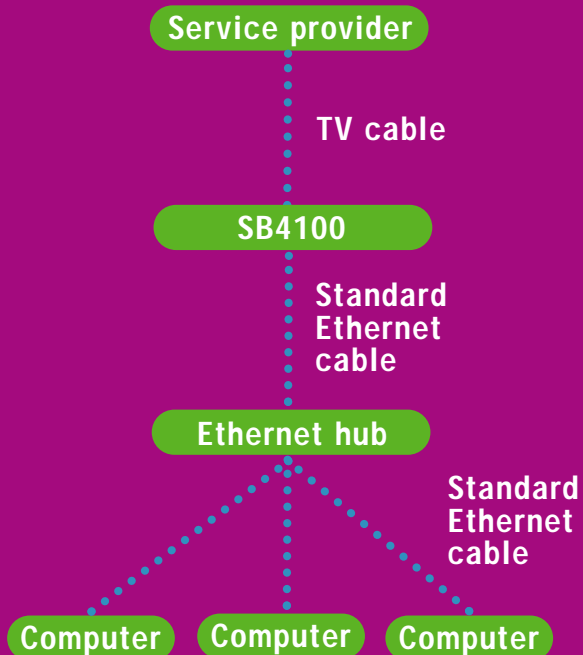 Service provider
TV cable
SB4100
Standard
Ethernet
cable
Ethernet hub
Standard
Ethernet
cable
Computer
Computer
Computer